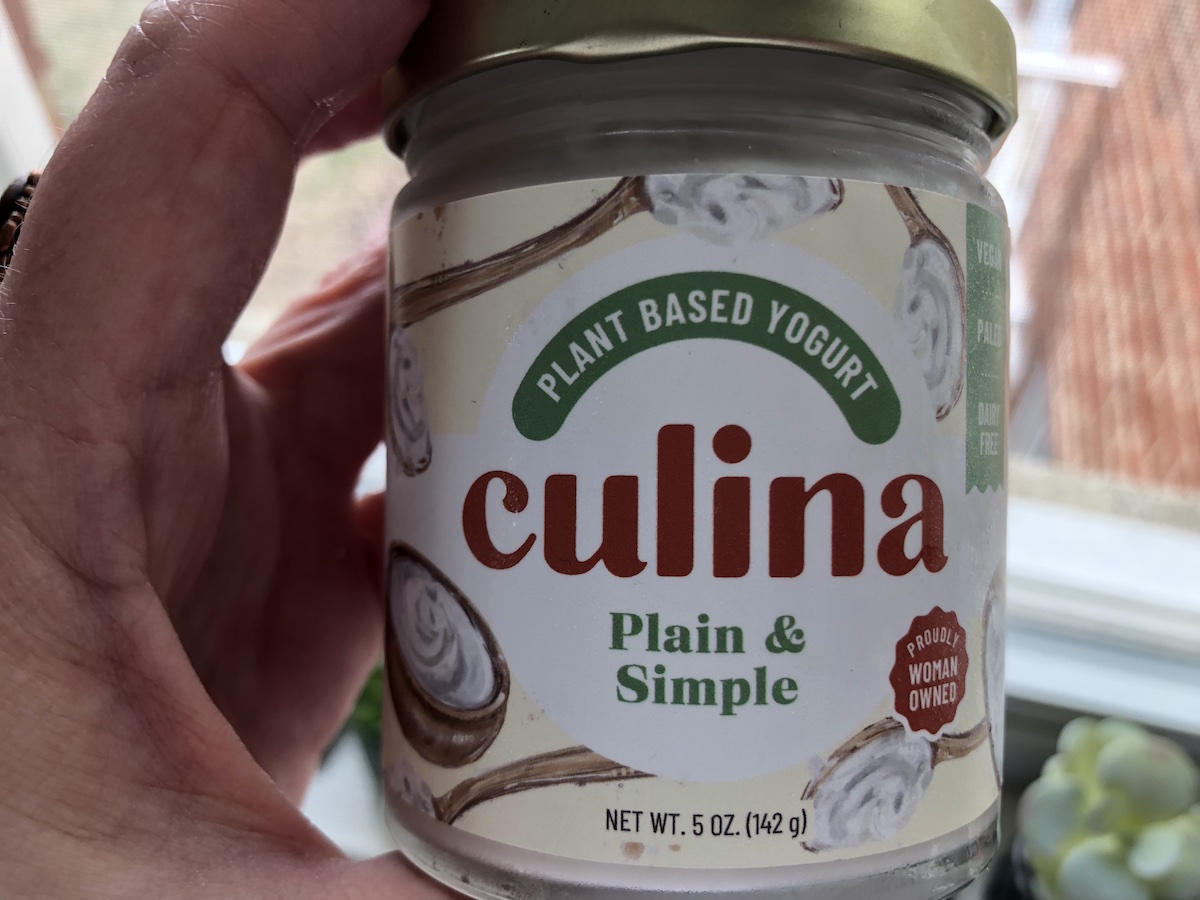 PLANT BASED YOGURT
culina
Plain &
Simple
PROUDLY
WOMAN
OWNED
NET WT. 5 OZ. (142 g)
VEGAN
PALEO
DAIRY
FREE